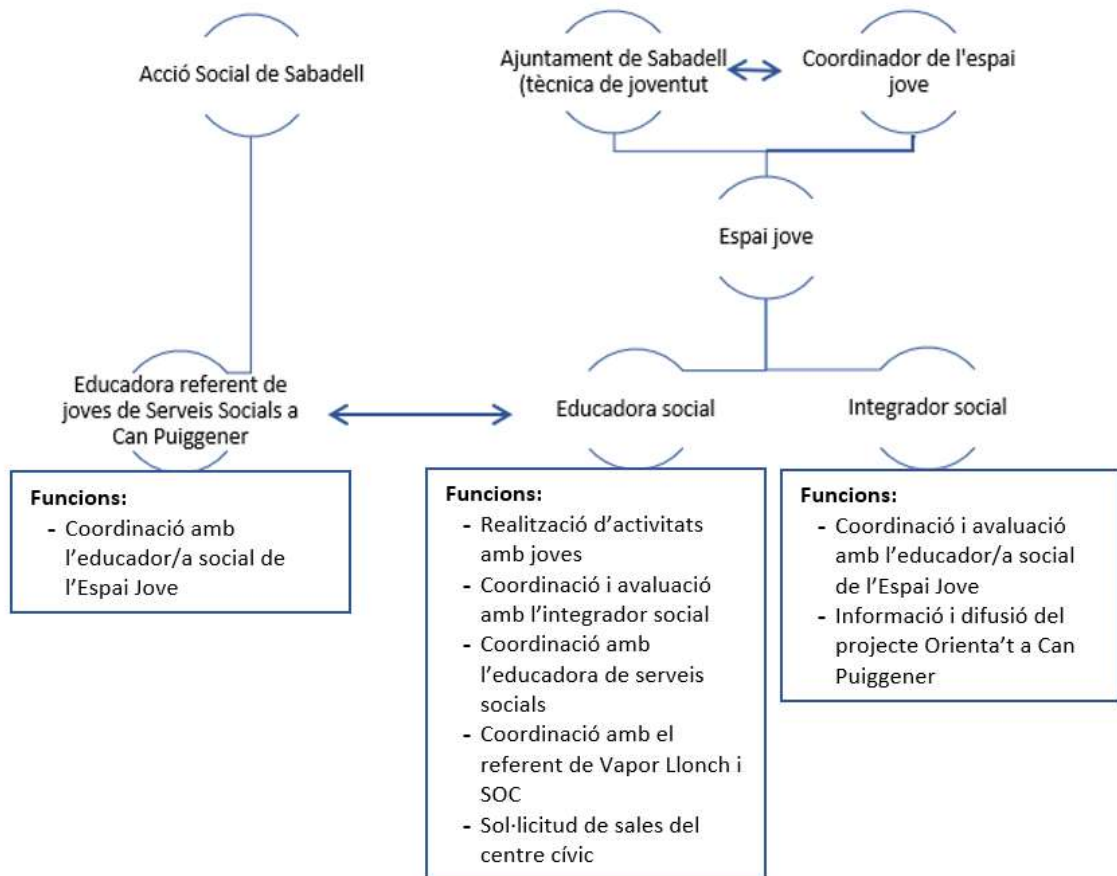 Acció Social de Sabadell
Ajuntament de Sabadell
(tècnica de joventut
Coordinador de l'espai
jove
Espai jove
Educadora referent de
joves de Serveis Socials a
Can Puiggener
Educadora social
Integrador social
Funcions:
- Coordinació amb
l'educador/a social de
l'Espai Jove
Funcions:
- Realització d'activitats
amb joves
- Coordinació i avaluació
amb l'integrador social
- Coordinació amb
l'educadora de serveis
socials
- Coordinació amb el
referent de Vapor Llonch i
SOC
- Sol·licitud de sales del
centre cívic
Funcions:
- Coordinació i avaluació
amb l'educador/a social
de l'Espai Jove
- Informació i difusió del
projecte Orienta't a Can
Puiggener